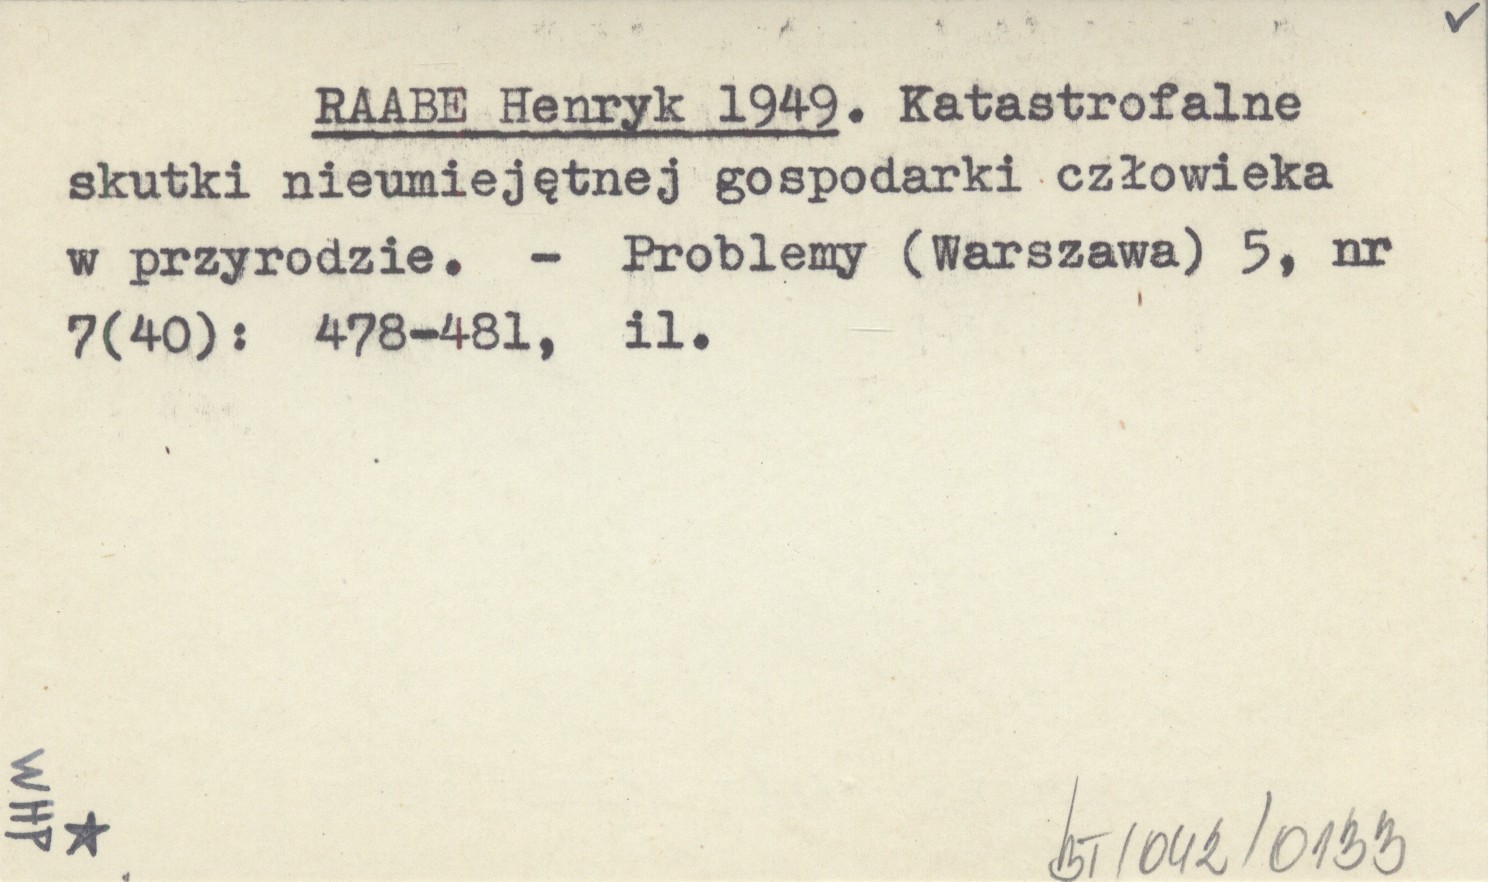 RAABE Henryk 1949. Katastrofalne
skutki nieumiejętnej gospodarki człowieka
w przyrodzie. - Problemy (Warszawa) 5, nr
7(40): 478-481, il.
WHP
BI/042/0133